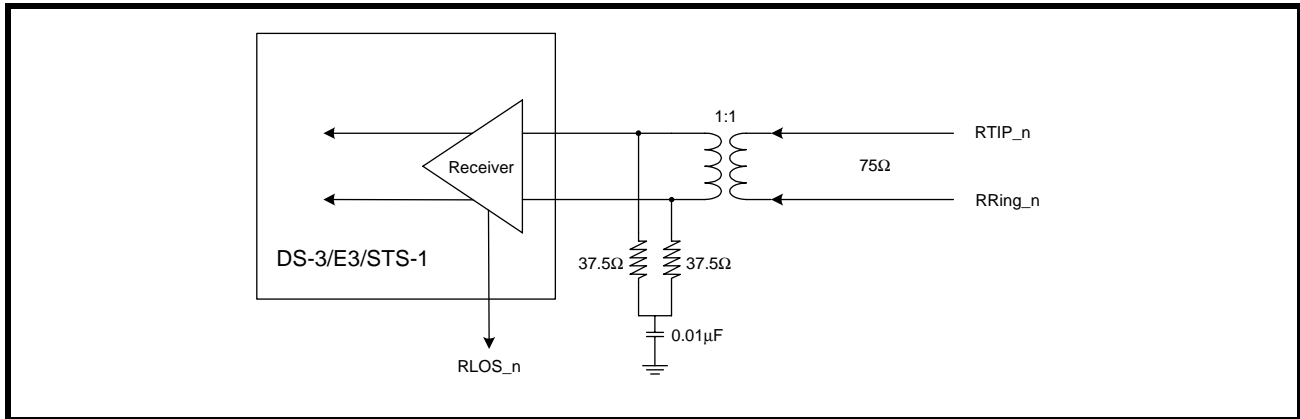 1:1
RTIP_n
Receiver
75Ω
RRing_n
DS-3/E3/STS-1
37.5Ω
37.5Ω
0.01μF
RLOS_n